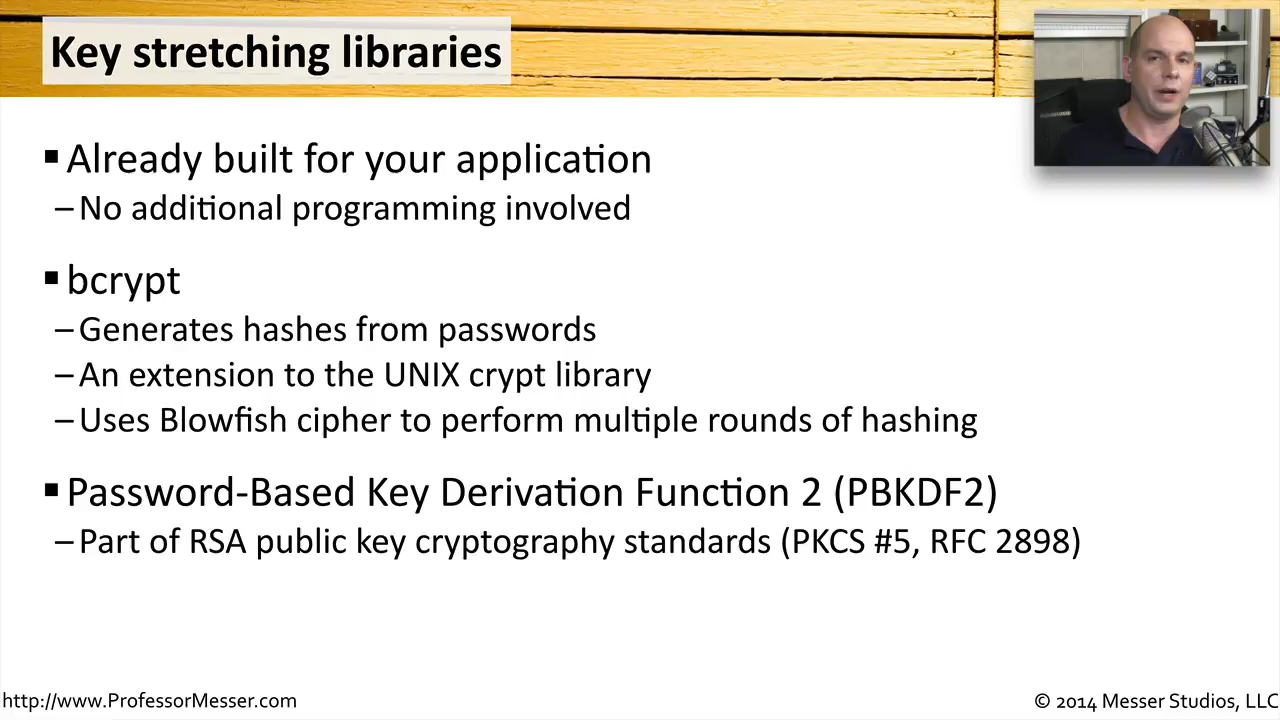 Key stretching libraries
▪ Already built for your application
– No additional programming involved
▪ bcrypt
– Generates hashes from passwords
– An extension to the UNIX crypt library
– Uses Blowfish cipher to perform multiple rounds of hashing
▪ Password-Based Key Derivation Function 2 (PBKDF2)
– Part of RSA public key cryptography standards (PKCS #5, RFC 2898)
http://www.ProfessorMesser.com
© 2014 Messer Studios, LLC